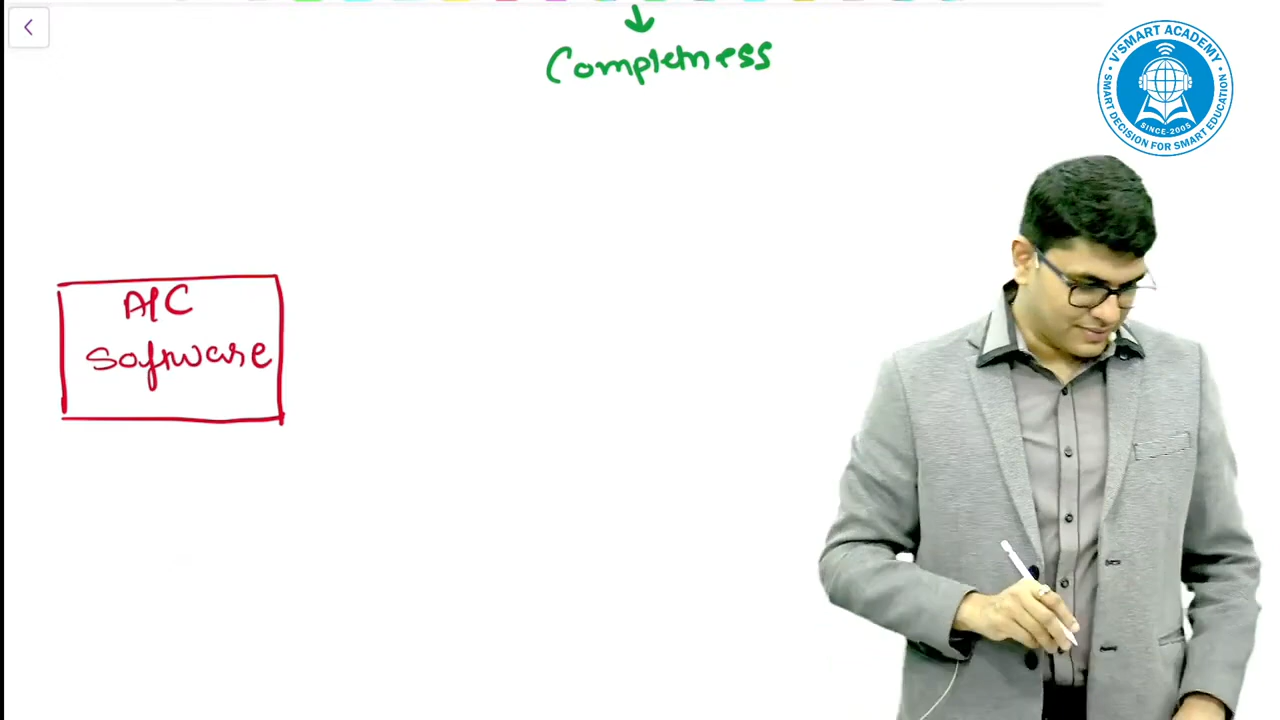 Completness
V'SMART ACADEMY
SMART DECISION FOR SMART EDUCATION
SINCE-2005
A/C
Software